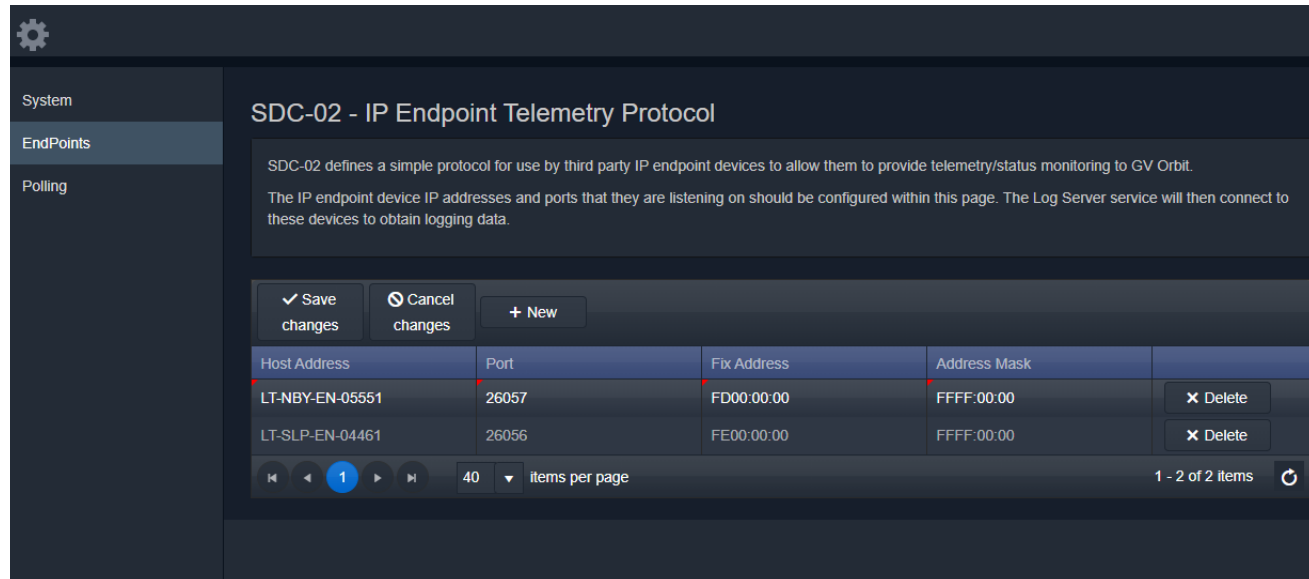 System
EndPoints
Polling
SDC-02 - IP Endpoint Telemetry Protocol
SDC-02 defines a simple protocol for use by third party IP endpoint devices to allow them to provide telemetry/status monitoring to GV Orbit.
The IP endpoint device IP addresses and ports that they are listening on should be configured within this page. The Log Server service will then connect to
these devices to obtain logging data.
Save changes
Cancel changes
New
Host Address Port Fix Address Address Mask
LT-NBY-EN-05551 26057 FD00:00:00 FFFF:00:00 Delete
LT-SLP-EN-04461 26056 FE00:00:00 FFFF:00:00 Delete
1 40 items per page 1 - 2 of 2 items